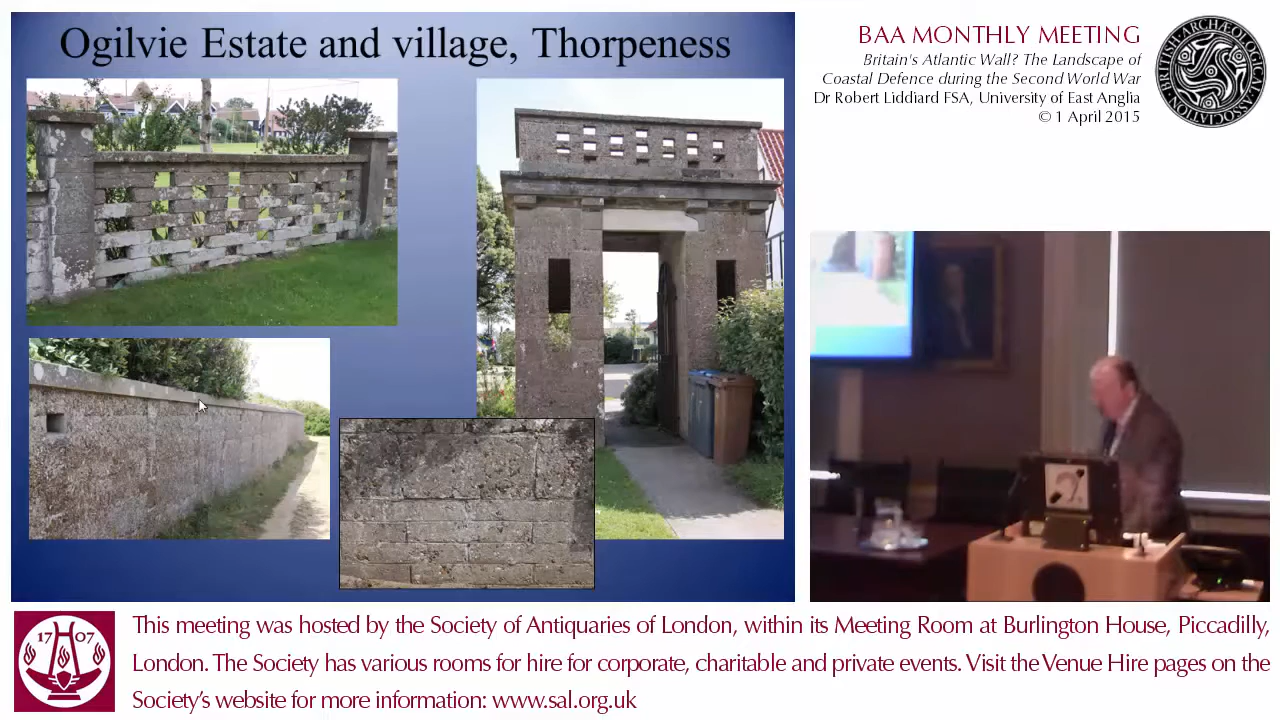 Ogilvie Estate and village, Thorpeness
BAA MONTHLY MEETING
Britain's Atlantic Wall? The Landscape of
Coastal Defence during the Second World War
Dr Robert Liddiard FSA, University of East Anglia
© 1 April 2015
BRITISH · ARCHÆOLOGICAL · ASSOCIATION
17 07
This meeting was hosted by the Society of Antiquaries of London, within its Meeting Room at Burlington House, Piccadilly,
London. The Society has various rooms for hire for corporate, charitable and private events. Visit the Venue Hire pages on the
Society's website for more information: www.sal.org.uk